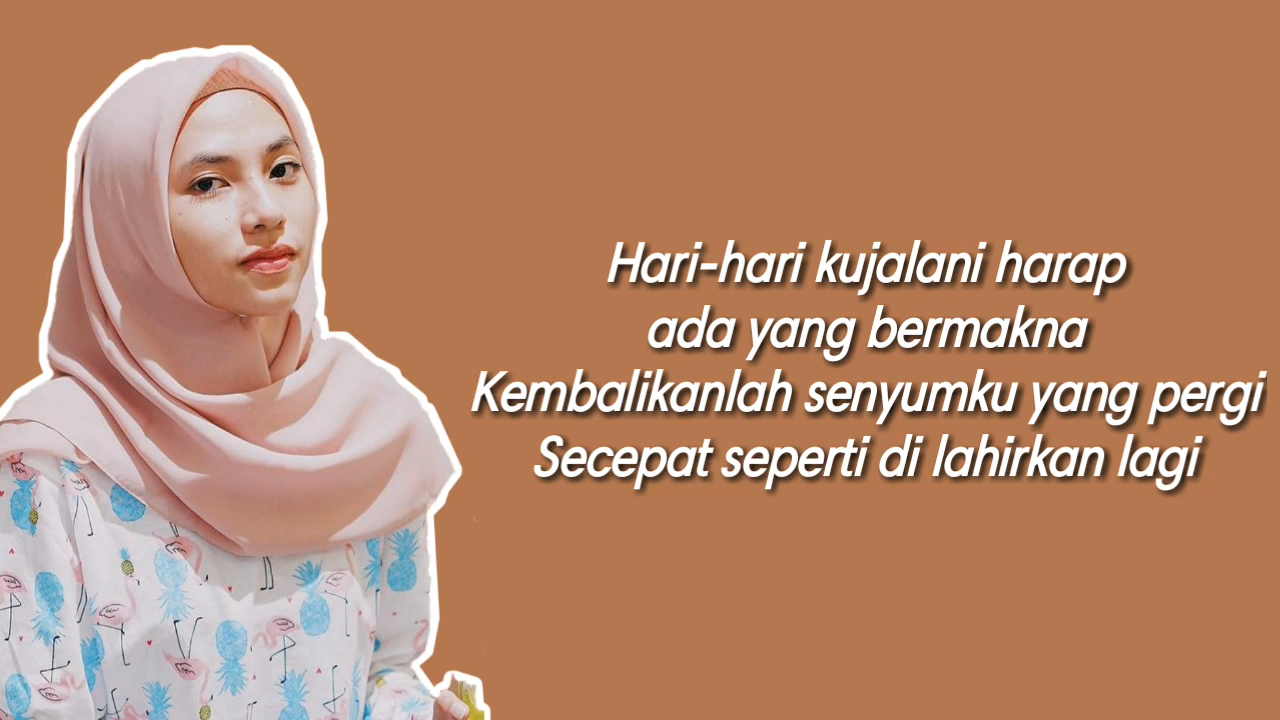 Hari-hari kujalani harap
ada yang bermakna
Kembalikanlah senyumku yang pergi
Secepat seperti di lahirkan lagi